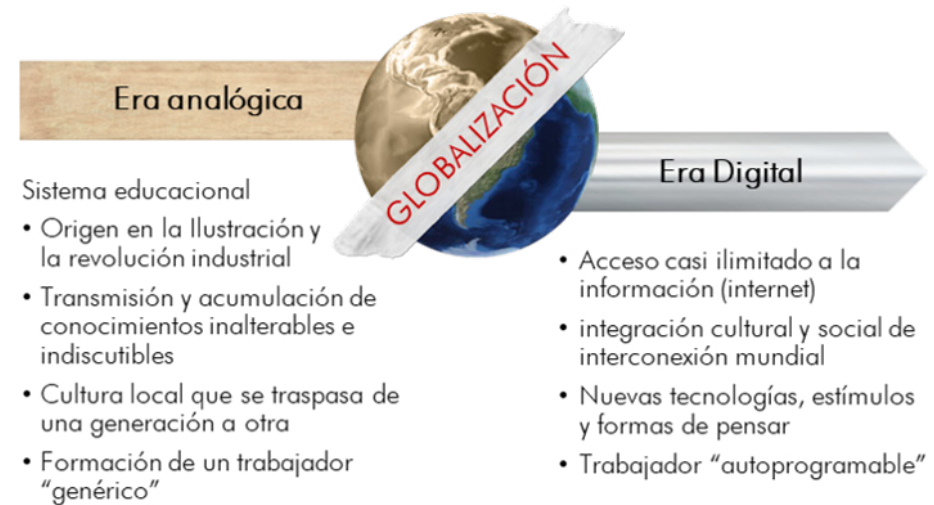 Era analógica
GLOBALIZACIÓN
Era Digital
Sistema educacional
• Origen en la Ilustración y
la revolución industrial
• Transmisión y acumulación de
conocimientos inalterables e
indiscutibles
• Cultura local que se traspasa de
una generación a otra
• Formación de un trabajador
“genérico”
• Acceso casi ilimitado a la
información (internet)
• integración cultural y social de
interconexión mundial
• Nuevas tecnologías, estímulos
y formas de pensar
• Trabajador “autoprogramable”